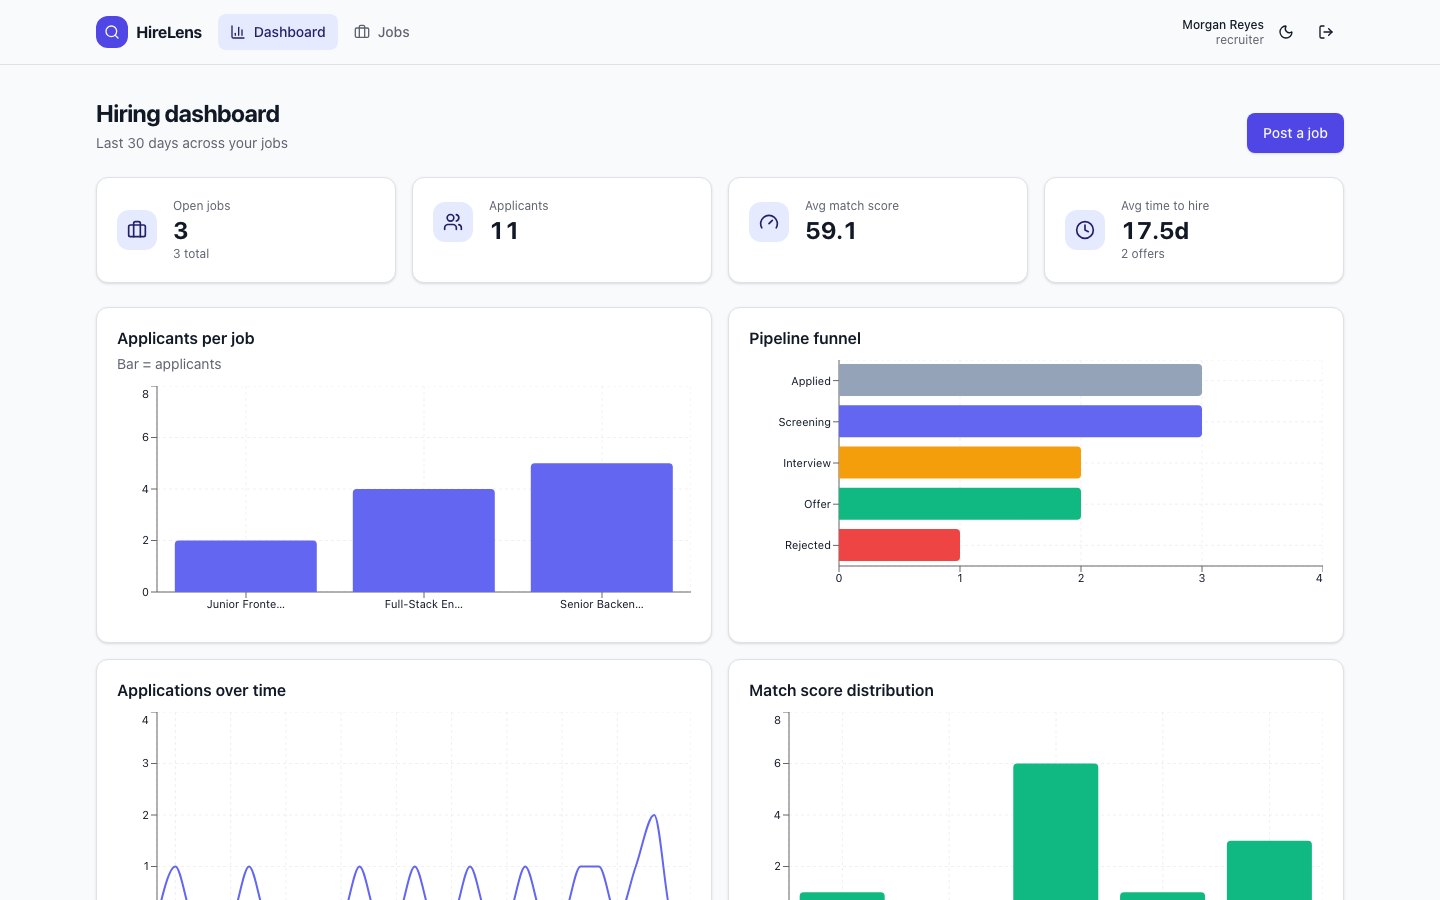 HireLens
Dashboard
Jobs
Morgan Reyes
recruiter
Hiring dashboard
Last 30 days across your jobs
Post a job
Open jobs
3
3 total
Applicants
11
Avg match score
59.1
Avg time to hire
17.5d
2 offers
Applicants per job
Bar = applicants
8
6
4
2
0
Junior Fronte...
Full-Stack En...
Senior Backen...
Pipeline funnel
Applied
Screening
Interview
Offer
Rejected
0
1
2
3
4
Applications over time
4
3
2
1
Match score distribution
8
6
4
2